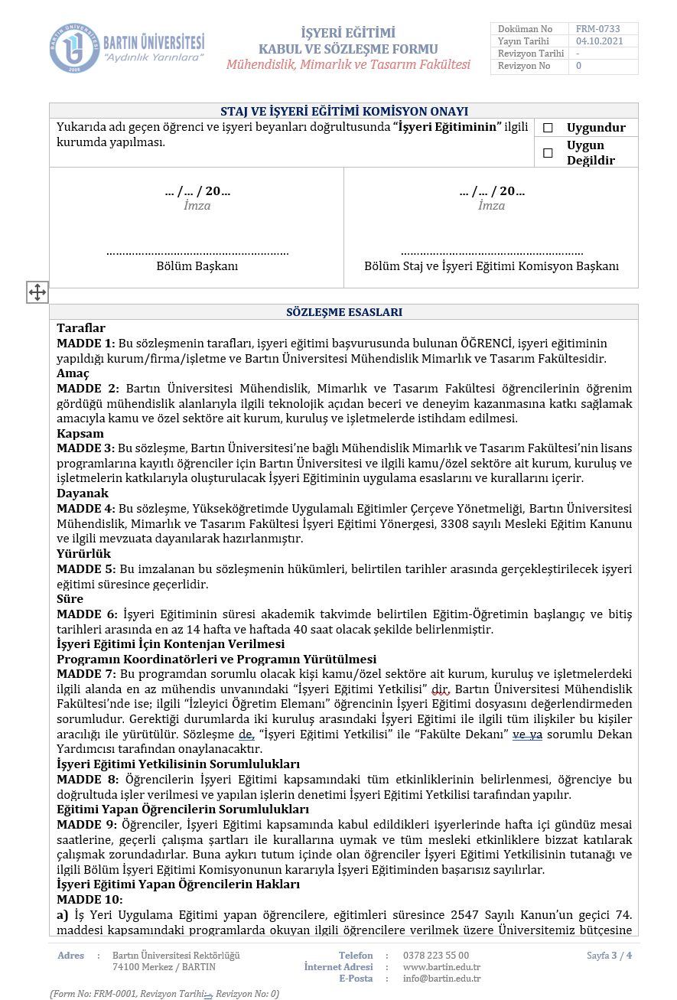 BARTIN ÜNİVERSİTESİ
2008
BARTIN ÜNİVERSİTESİ
“Aydınlık Yarınlara”
İŞYERİ EĞİTİMİ
KABUL VE SÖZLEŞME FORMU
Mühendislik, Mimarlık ve Tasarım Fakültesi
Doküman No FRM-0733
Yayın Tarihi 04.10.2021
Revizyon Tarihi -
Revizyon No 0
STAJ VE İŞYERİ EĞİTİMİ KOMİSYON ONAYI
Yukarıda adı geçen öğrenci ve işyeri beyanları doğrultusunda “İşyeri Eğitiminin” ilgili
kurumda yapılması.
☐ Uygundur
☐ Uygun
Değildir
... /... / 20...
İmza
............................................................
Bölüm Başkanı
... /... / 20...
İmza
............................................................
Bölüm Staj ve İşyeri Eğitimi Komisyon Başkanı
SÖZLEŞME ESASLARI
Taraflar
MADDE 1: Bu sözleşmenin tarafları, işyeri eğitimi başvurusunda bulunan ÖĞRENCİ, işyeri eğitiminin
yapıldığı kurum/firma/işletme ve Bartın Üniversitesi Mühendislik Mimarlık ve Tasarım Fakültesidir.
Amaç
MADDE 2: Bartın Üniversitesi Mühendislik, Mimarlık ve Tasarım Fakültesi öğrencilerinin öğrenim
gördüğü mühendislik alanlarıyla ilgili teknolojik açıdan beceri ve deneyim kazanmasına katkı sağlamak
amacıyla kamu ve özel sektöre ait kurum, kuruluş ve işletmelerde istihdam edilmesi.
Kapsam
MADDE 3: Bu sözleşme, Bartın Üniversitesi’ne bağlı Mühendislik Mimarlık ve Tasarım Fakültesi’nin lisans
programlarına kayıtlı öğrenciler için Bartın Üniversitesi ve ilgili kamu/özel sektöre ait kurum, kuruluş ve
işletmelerin katkılarıyla oluşturulacak İşyeri Eğitiminin uygulama esaslarını ve kurallarını içerir.
Dayanak
MADDE 4: Bu sözleşme, Yükseköğretimde Uygulamalı Eğitimler Çerçeve Yönetmeliği, Bartın Üniversitesi
Mühendislik, Mimarlık ve Tasarım Fakültesi İşyeri Eğitimi Yönergesi, 3308 sayılı Mesleki Eğitim Kanunu
ve ilgili mevzuata dayanılarak hazırlanmıştır.
Yürürlük
MADDE 5: Bu imzalanan bu sözleşmenin hükümleri, belirtilen tarihler arasında gerçekleştirilecek işyeri
eğitimi süresince geçerlidir.
Süre
MADDE 6: İşyeri Eğitiminin süresi akademik takvimde belirtilen Eğitim-Öğretimin başlangıç ve bitiş
tarihleri arasında en az 14 hafta ve haftada 40 saat olacak şekilde belirlenmiştir.
İşyeri Eğitimi İçin Kontenjan Verilmesi
Programın Koordinatörleri ve Programın Yürütülmesi
MADDE 7: Bu programdan sorumlu olacak kişi kamu/özel sektöre ait kurum, kuruluş ve işletmelerdeki
ilgili alanda en az mühendis unvanındaki “İşyeri Eğitimi Yetkilisi” dir. Bartın Üniversitesi Mühendislik
Fakültesi’nde ise; ilgili “İzleyici Öğretim Elemanı” öğrencinin İşyeri Eğitimi dosyasını değerlendirmeden
sorumludur. Gerektiği durumlarda iki kuruluş arasındaki İşyeri Eğitimi ile ilgili tüm ilişkiler bu kişiler
aracılığı ile yürütülür. Sözleşme de, “İşyeri Eğitimi Yetkilisi” ile “Fakülte Dekanı” ve ya sorumlu Dekan
Yardımcısı tarafından onaylanacaktır.
İşyeri Eğitimi Yetkilisinin Sorumlulukları
MADDE 8: Öğrencilerin İşyeri Eğitimi kapsamındaki tüm etkinliklerinin belirlenmesi, öğrenciye bu
doğrultuda işler verilmesi ve yapılan işlerin denetimi İşyeri Eğitimi Yetkilisi tarafından yapılır.
Eğitimi Yapan Öğrencilerin Sorumlulukları
MADDE 9: Öğrenciler, İşyeri Eğitimi kapsamında kabul edildikleri işyerlerinde hafta içi gündüz mesai
saatlerine, geçerli çalışma şartları ile kurallarına uymak ve tüm mesleki etkinliklere bizzat katılarak
çalışmak zorundadırlar. Buna aykırı tutum içinde olan öğrenciler İşyeri Eğitimi Yetkilisinin tutanağı ve
ilgili Bölüm İşyeri Eğitimi Komisyonunun kararıyla İşyeri Eğitiminden başarısız sayılırlar.
İşyeri Eğitimi Yapan Öğrencilerin Hakları
MADDE 10:
a) İş Yeri Uygulama Eğitimi yapan öğrencilere, eğitimleri süresince 2547 Sayılı Kanun’un geçici 74.
maddesi kapsamındaki programlarda okuyan ilgili öğrencilere verilmek üzere Üniversitemiz bütçesine
Adres : Bartın Üniversitesi Rektörlüğü
74100 Merkez / BARTIN
Telefon : 0378 223 55 00
İnternet Adresi : www.bartin.edu.tr
E-Posta : info@bartin.edu.tr
Sayfa 3 / 4
(Form No: FRM-0001, Revizyon Tarihi:-, Revizyon No: 0)